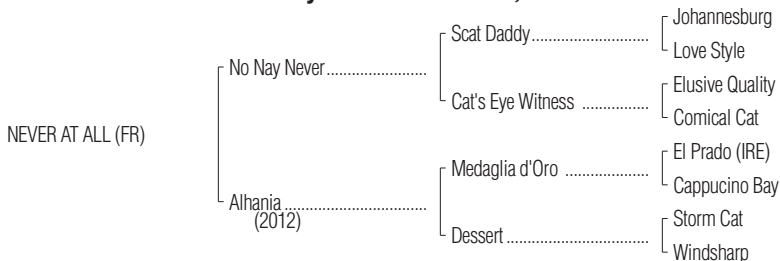 Johannesburg
Scat Daddy
Love Style
No Nay Never
Elusive Quality
Cat's Eye Witness
Comical Cat
NEVER AT ALL (FR)
El Prado (IRE)
Medaglia d'Oro
Cappucino Bay
Alhania
(2012)
Storm Cat
Dessert
Windsharp